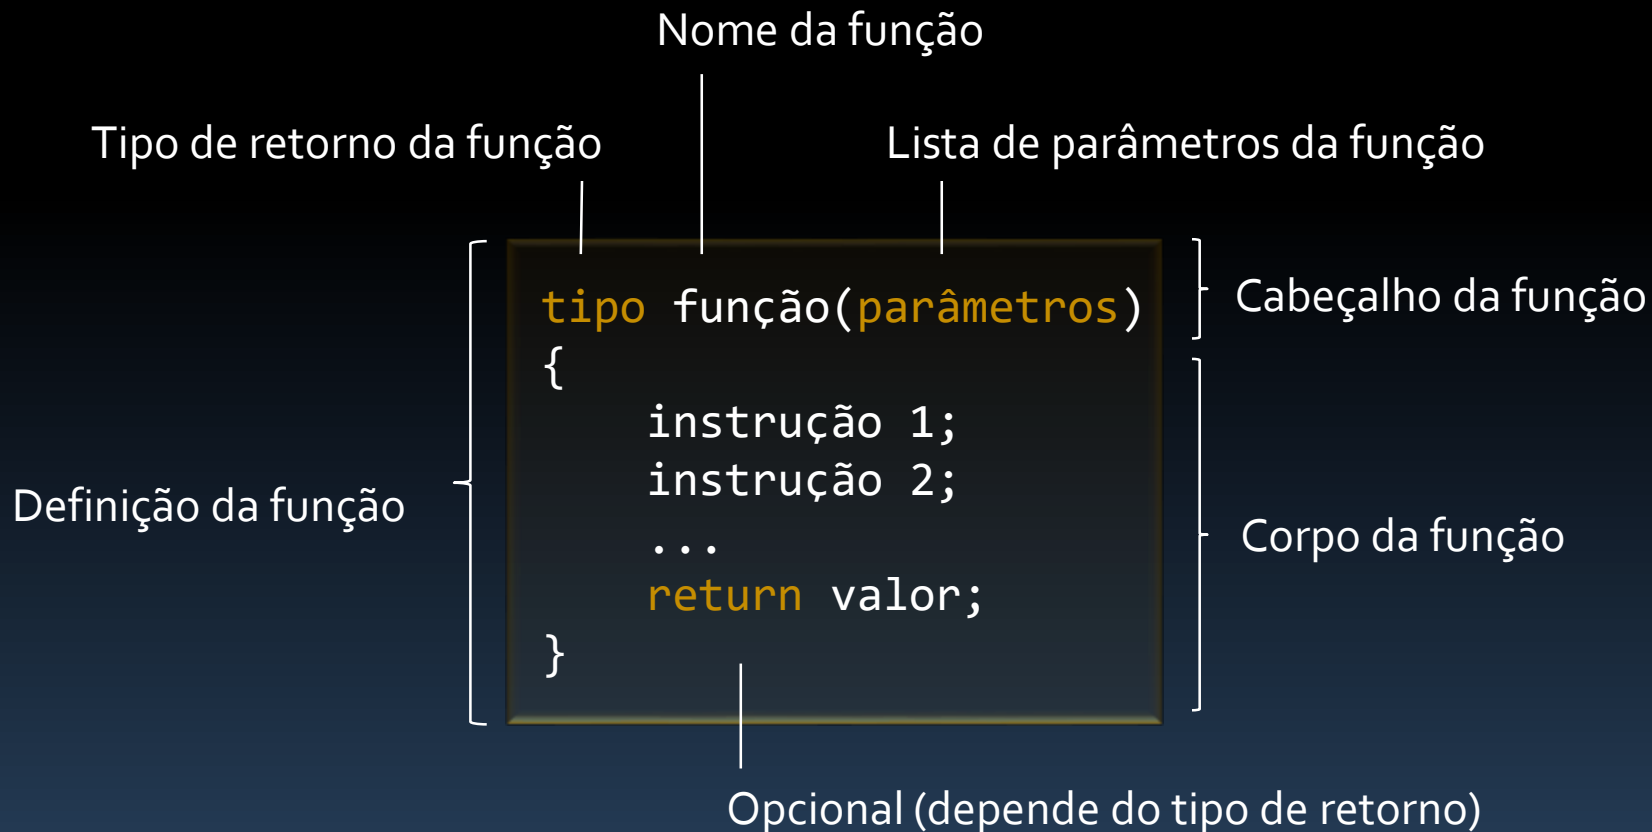 Nome da função
Tipo de retorno da função
Lista de parâmetros da função
tipo função(parâmetros)
Cabeçalho da função
{
instrução 1;
instrução 2;
Definição da função
...
Corpo da função
return valor;
}
Opcional (depende do tipo de retorno)